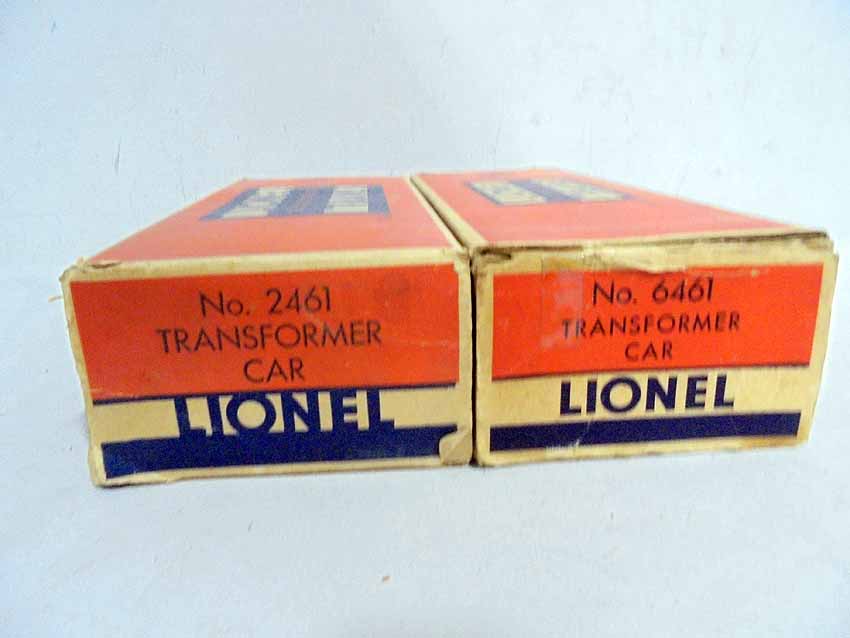 No. 2461
TRANSFORMER
CAR
LIONEL
No. 6461
TRANSFORMER
CAR
LIONEL